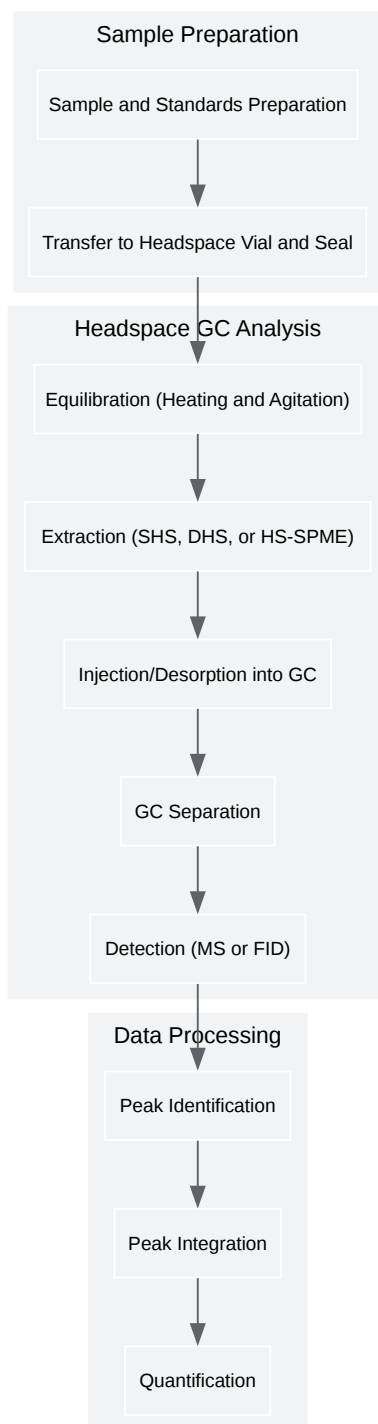 Sample Preparation
Sample and Standards Preparation
Transfer to Headspace Vial and Seal
Headspace GC Analysis
Equilibration (Heating and Agitation)
Extraction (SHS, DHS, or HS-SPME)
Injection/Desorption into GC
GC Separation
Detection (MS or FID)
Data Processing
Peak Identification
Peak Integration
Quantification